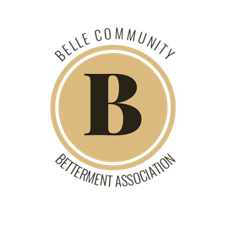 BELLE COMMUNITY
B
BETTERMENT ASSOCIATION